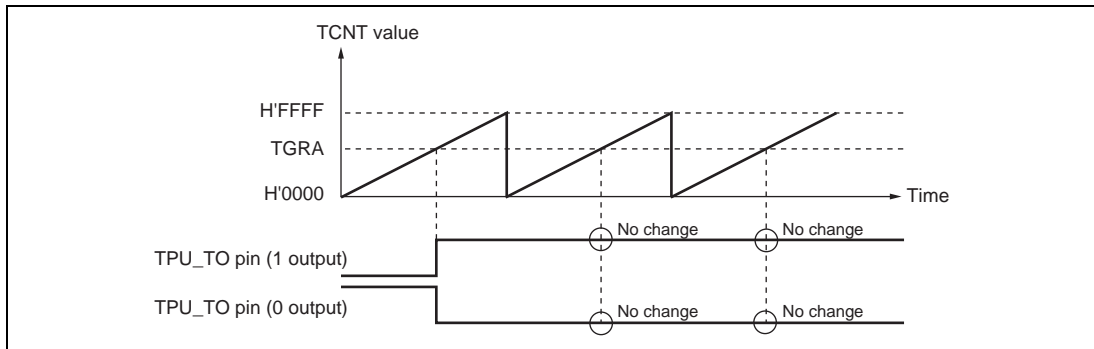 TCNT value
H'FFFF
TGRA
H'0000
Time
No change
No change
TPU_TO pin (1 output)
TPU_TO pin (0 output)
No change
No change